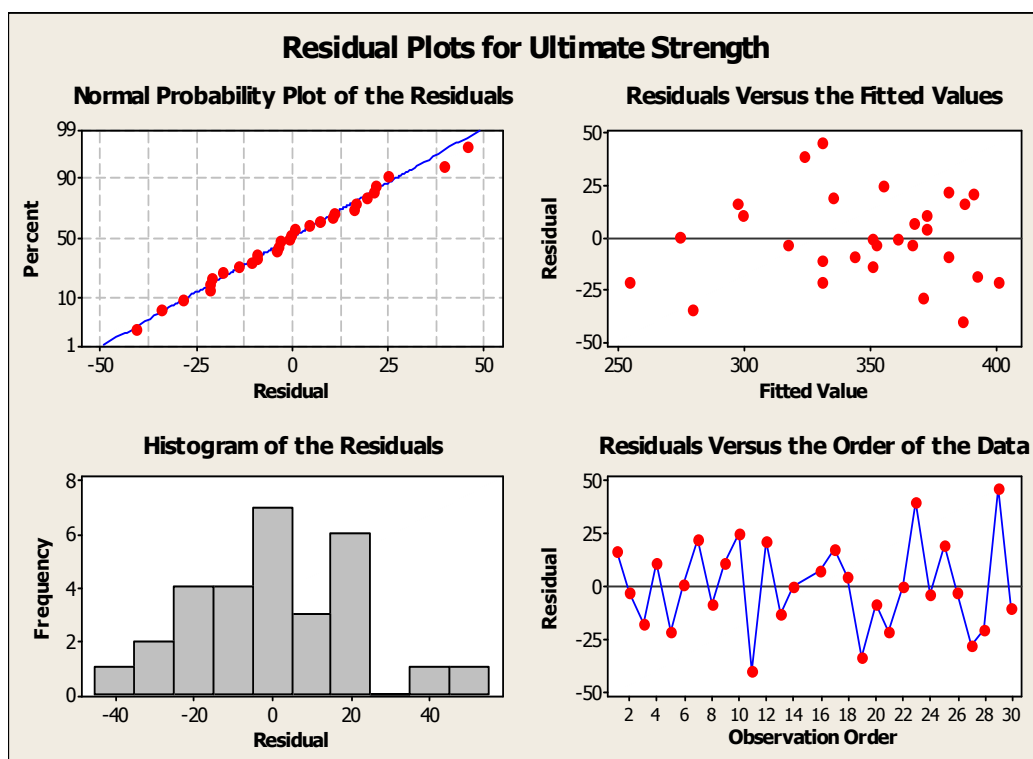 Residual Plots for Ultimate Strength
Normal Probability Plot of the Residuals
99
90
50
10
1
Percent
-50 -25 0 25 50
Residual
Residuals Versus the Fitted Values
50
25
0
-25
-50
Residual
250 300 350 400
Fitted Value
Histogram of the Residuals
8
6
4
2
0
Frequency
-40 -20 0 20 40
Residual
Residuals Versus the Order of the Data
50
25
0
-25
-50
Residual
2 4 6 8 10 12 14 16 18 20 22 24 26 28 30
Observation Order